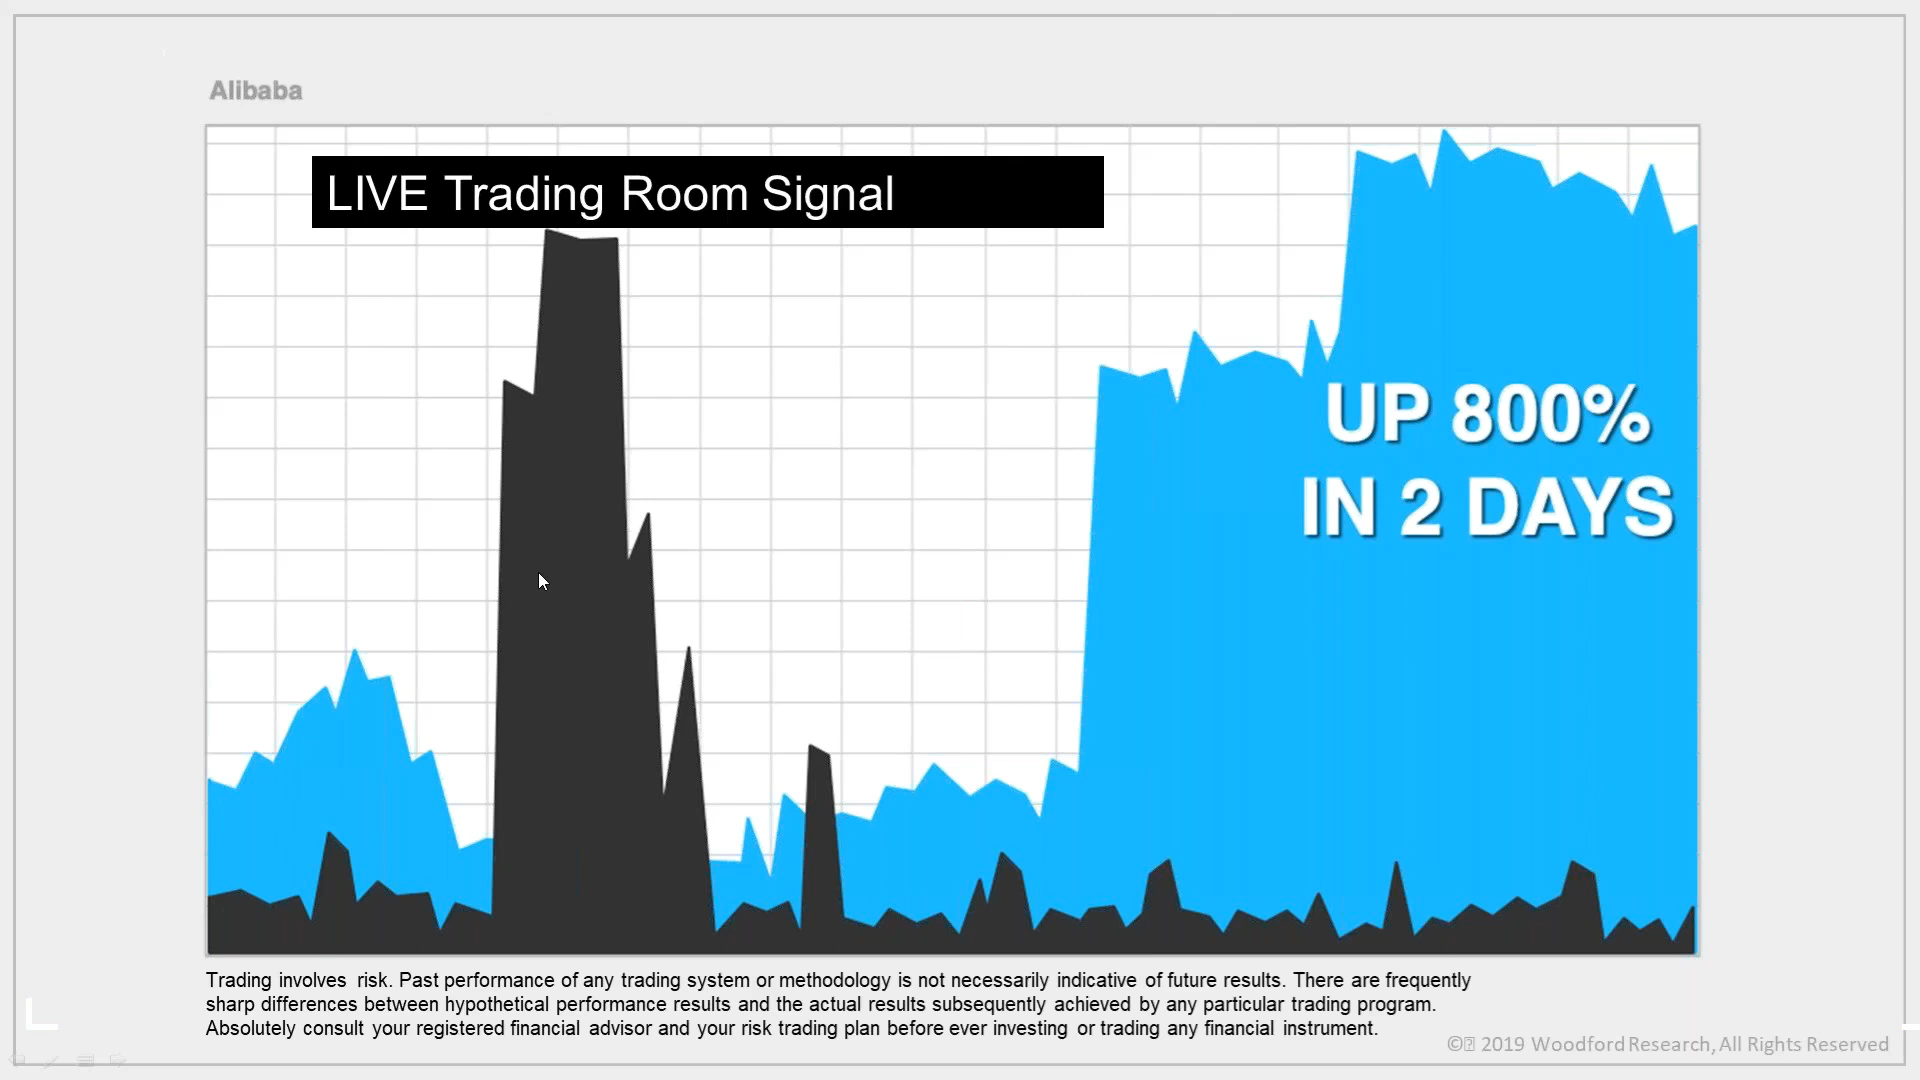 Alibaba
LIVE Trading Room Signal
UP 800%
IN 2 DAYS
Trading involves risk. Past performance of any trading system or methodology is not necessarily indicative of future results. There are frequently
sharp differences between hypothetical performance results and the actual results subsequently achieved by any particular trading program.
Absolutely consult your registered financial advisor and your risk trading plan before ever investing or trading any financial instrument.
© 2019 Woodford Research, All Rights Reserved